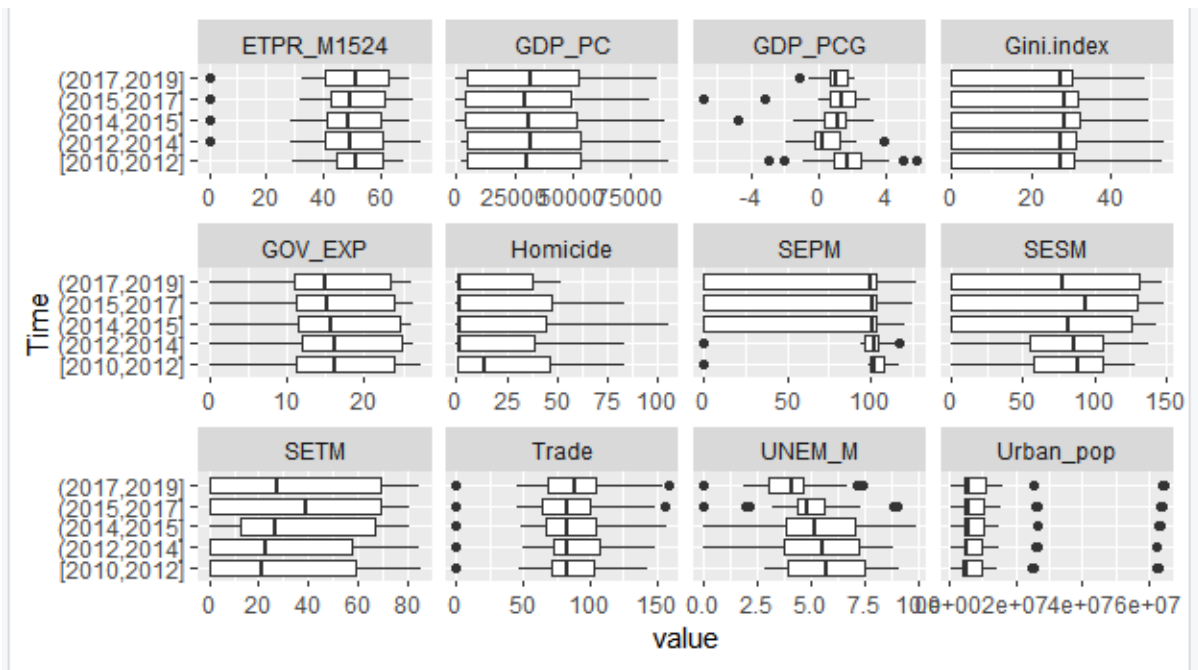 ETPR_M1524 GDP_PC GDP_PCG Gini.index
(2017,2019]
(2015,2017]
(2014,2015]
(2012,2014]
[2010,2012]
0 20 40 60 0 25000 50000 75000 -4 0 4 0 20 40
GOV_EXP Homicide SEPM SESM
(2017,2019]
(2015,2017]
(2014,2015]
(2012,2014]
[2010,2012]
Time
0 10 20 0 25 50 75 100 0 50 100 0 50 100 150
SETM Trade UNEM_M Urban_pop
(2017,2019]
(2015,2017]
(2014,2015]
(2012,2014]
[2010,2012]
0 20 40 60 80 0 50 100 150 0.0 2.5 5.0 7.5 10.0 0e+00 2e+07 4e+07 6e+07
value